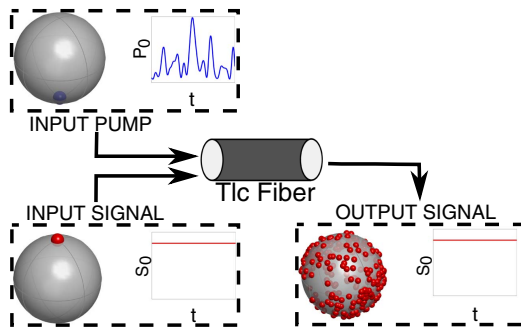 P0
t
INPUT PUMP
Tlc Fiber
INPUT SIGNAL
S0
t
OUTPUT SIGNAL
S0
t